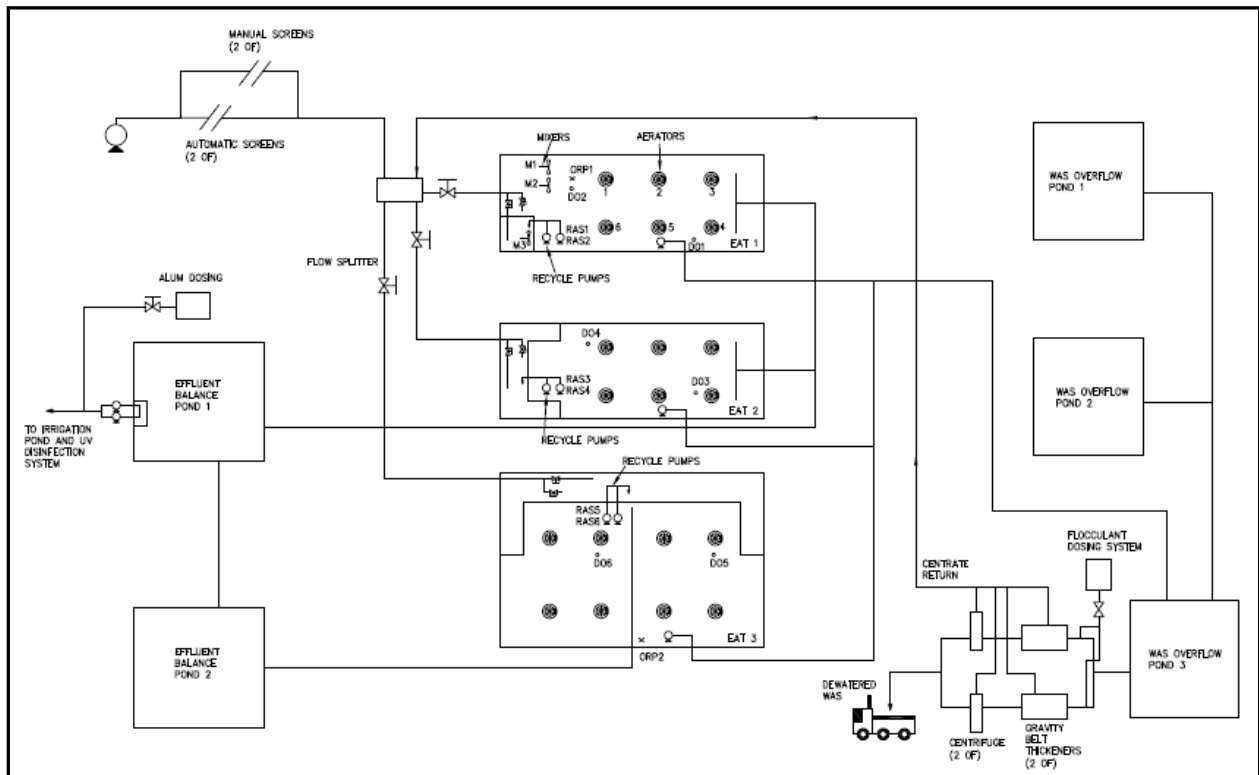 MANUAL SCREENS
(2 OF)
AUTOMATIC SCREENS
(2 OF)
MIXERS
AERATORS
M1
ORP1
M2
DO2
1
2
3
RAS1
6
5
4
M3
RAS2
DO1
EAT 1
RECYCLE PUMPS
WAS OVERFLOW
POND 1
FLOW SPLITTER
ALUM DOSING
DO4
RAS3
DO3
RAS4
EAT 2
RECYCLE PUMPS
EFFLUENT
BALANCE
POND 1
WAS OVERFLOW
POND 2
TO IRRIGATION
POND AND UV
DISINFECTION
SYSTEM
RECYCLE PUMPS
RAS5
RAS6
DO6
DO5
EAT 3
ORP2
FLOCCULANT
DOSING SYSTEM
CENTRATE
RETURN
EFFLUENT
BALANCE
POND 2
WAS OVERFLOW
POND 3
DEWATERED
WAS
CENTRIFUGE
(2 OF)
GRAVITY
BELT
THICKENERS
(2 OF)